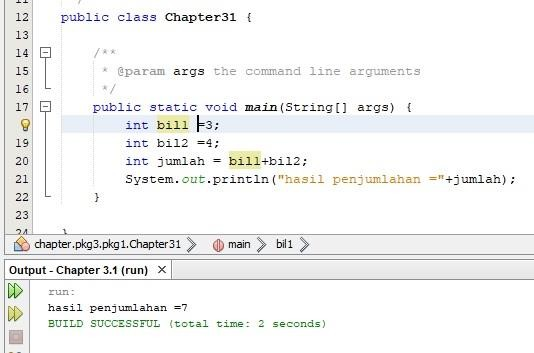 11 */
12 public class Chapter31 {
13
14 /**
15 * @param args the command line arguments
16 */
17 public static void main(String[] args) {
int bil1 =3;
19 int bil2 =4;
20 int jumlah = bil1+bil2;
21 System.out.println("hasil penjumlahan ="+jumlah);
22 }
23
24 }
chapter.pkg3.pkg1.Chapter31 main bil1
Output - Chapter 3.1 (run) ×
run:
hasil penjumlahan =7
BUILD SUCCESSFUL (total time: 2 seconds)